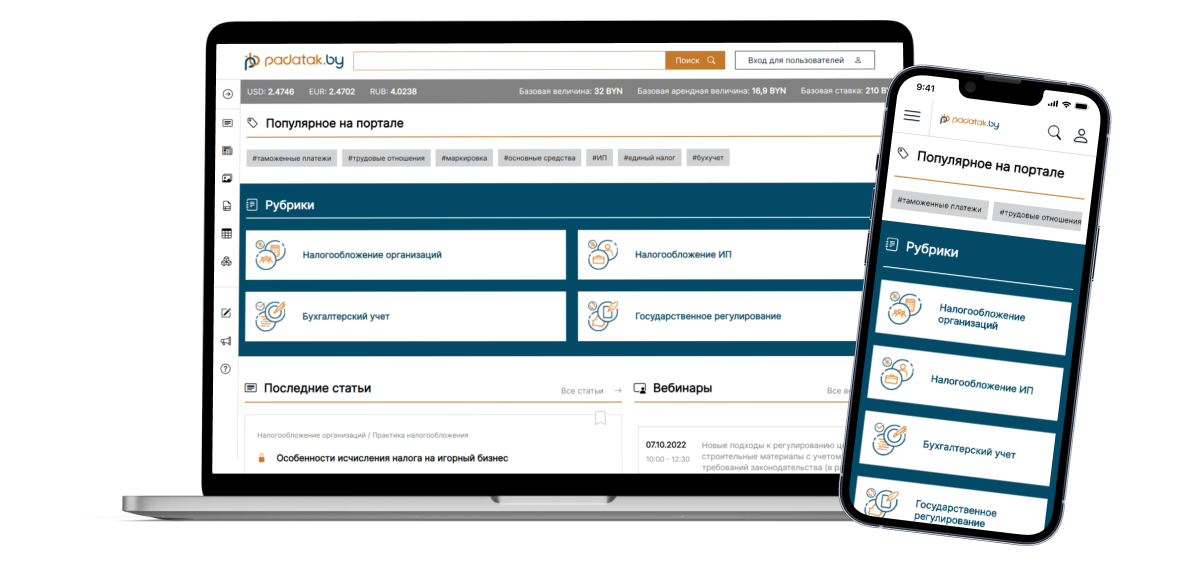 padatak.by
Поиск
Вход для пользователей
USD: 2.4746 EUR: 2.4702 RUB: 4.0238 Базовая величина: 32 BYN Базовая арендная величина: 16,9 BYN Базовая ставка: 210
Популярное на портале
#таможенные платежи #трудовые отношения #маркировка #основные средства #ИП #единый налог #бухучет
Рубрики
Налогообложение организаций
Налогообложение ИП
Бухгалтерский учет
Государственное регулирование
Последние статьи
Все статьи →
Вебинары
Все
Налогообложение организаций / Практика налогообложения
Особенности исчисления налога на игорный бизнес
07.10.2022
10:00 - 12:30
Новые подходы к регулированию
строительные материалы с учетом
требований законодательства (в
9:41
padatak.by
Популярное на портале
#таможенные платежи #трудовые отношения
Рубрики
Налогообложение
организаций
Налогообложение ИП
Бухгалтерский учет
Государственное
регулирование